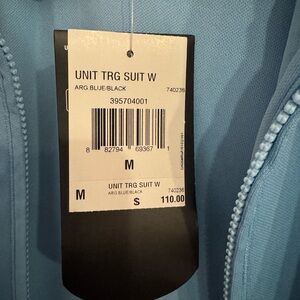 UNIT TRG SUIT W
ARG BLUE/BLACK 740236
395704001
8 82794 69367 1
M
UNIT TRG SUIT W
M ARG BLUE/BLACK 740236
S 110.00